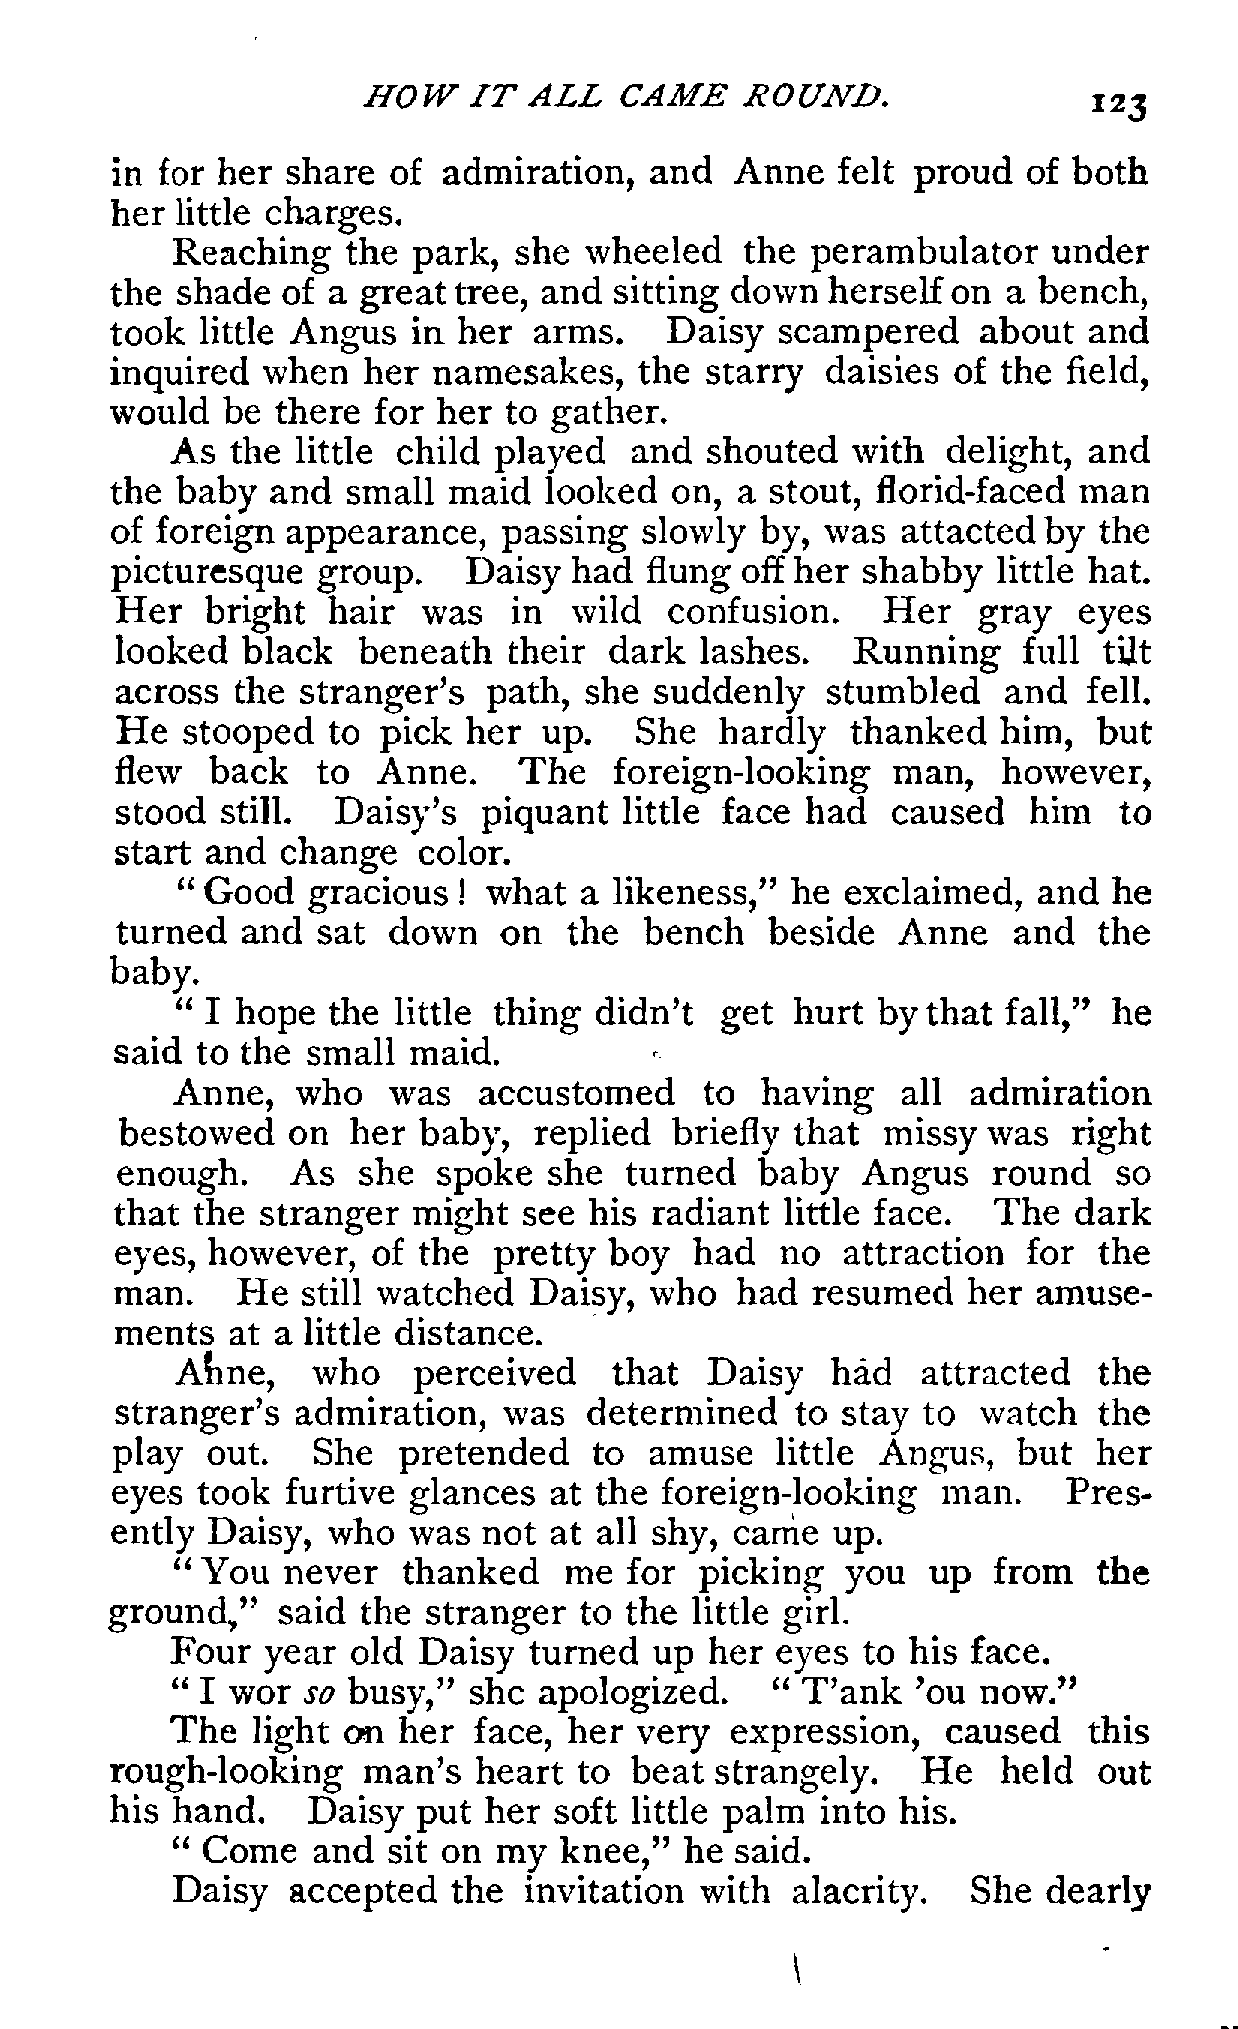 HOW IT ALL CAME ROUND. 123
in for her share of admiration, and Anne felt proud of both
her little charges.
Reaching the park, she wheeled the perambulator under
the shade of a great tree, and sitting down herself on a bench,
took little Angus in her arms. Daisy scampered about and
inquired when her namesakes, the starry daisies of the field,
would be there for her to gather.
As the little child played and shouted with delight, and
the baby and small maid looked on, a stout, florid-faced man
of foreign appearance, passing slowly by, was attacted by the
picturesque group. Daisy had flung off her shabby little hat.
Her bright hair was in wild confusion. Her gray eyes
looked black beneath their dark lashes. Running full tilt
across the stranger's path, she suddenly stumbled and fell.
He stooped to pick her up. She hardly thanked him, but
flew back to Anne. The foreign-looking man, however,
stood still. Daisy's piquant little face had caused him to
start and change color.
"Good gracious! what a likeness," he exclaimed, and he
turned and sat down on the bench beside Anne and the
baby.
"I hope the little thing didn't get hurt by that fall," he
said to the small maid.
Anne, who was accustomed to having all admiration
bestowed on her baby, replied briefly that missy was right
enough. As she spoke she turned baby Angus round so
that the stranger might see his radiant little face. The dark
eyes, however, of the pretty boy had no attraction for the
man. He still watched Daisy, who had resumed her amuse-
ments at a little distance.
Anne, who perceived that Daisy had attracted the
stranger's admiration, was determined to stay to watch the
play out. She pretended to amuse little Angus, but her
eyes took furtive glances at the foreign-looking man. Pres-
ently Daisy, who was not at all shy, came up.
"You never thanked me for picking you up from the
ground," said the stranger to the little girl.
Four year old Daisy turned up her eyes to his face.
"I wor so busy," she apologized. "T'ank 'ou now."
The light on her face, her very expression, caused this
rough-looking man's heart to beat strangely. He held out
his hand. Daisy put her soft little palm into his.
"Come and sit on my knee," he said.
Daisy accepted the invitation with alacrity. She dearly